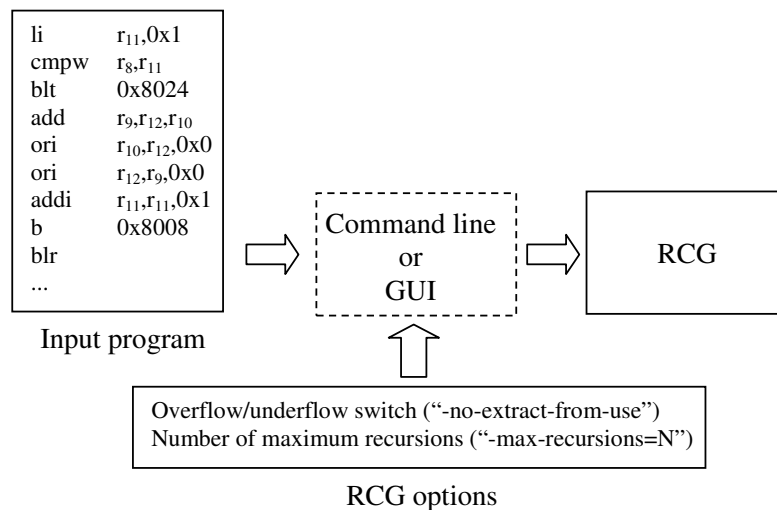 li r₁₁,0x1
cmpw r₈,r₁₁
blt 0x8024
add r₉,r₁₂,r₁₀
ori r₁₀,r₁₂,0x0
ori r₁₂,r₉,0x0
addi r₁₁,r₁₁,0x1
b 0x8008
blr
...
Input program
Command line
or
GUI
RCG
Overflow/underflow switch (“-no-extract-from-use”)
Number of maximum recursions (“-max-recursions=N”)
RCG options